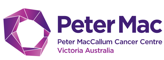 Peter Mac
Peter MacCallum Cancer Centre
Victoria Australia